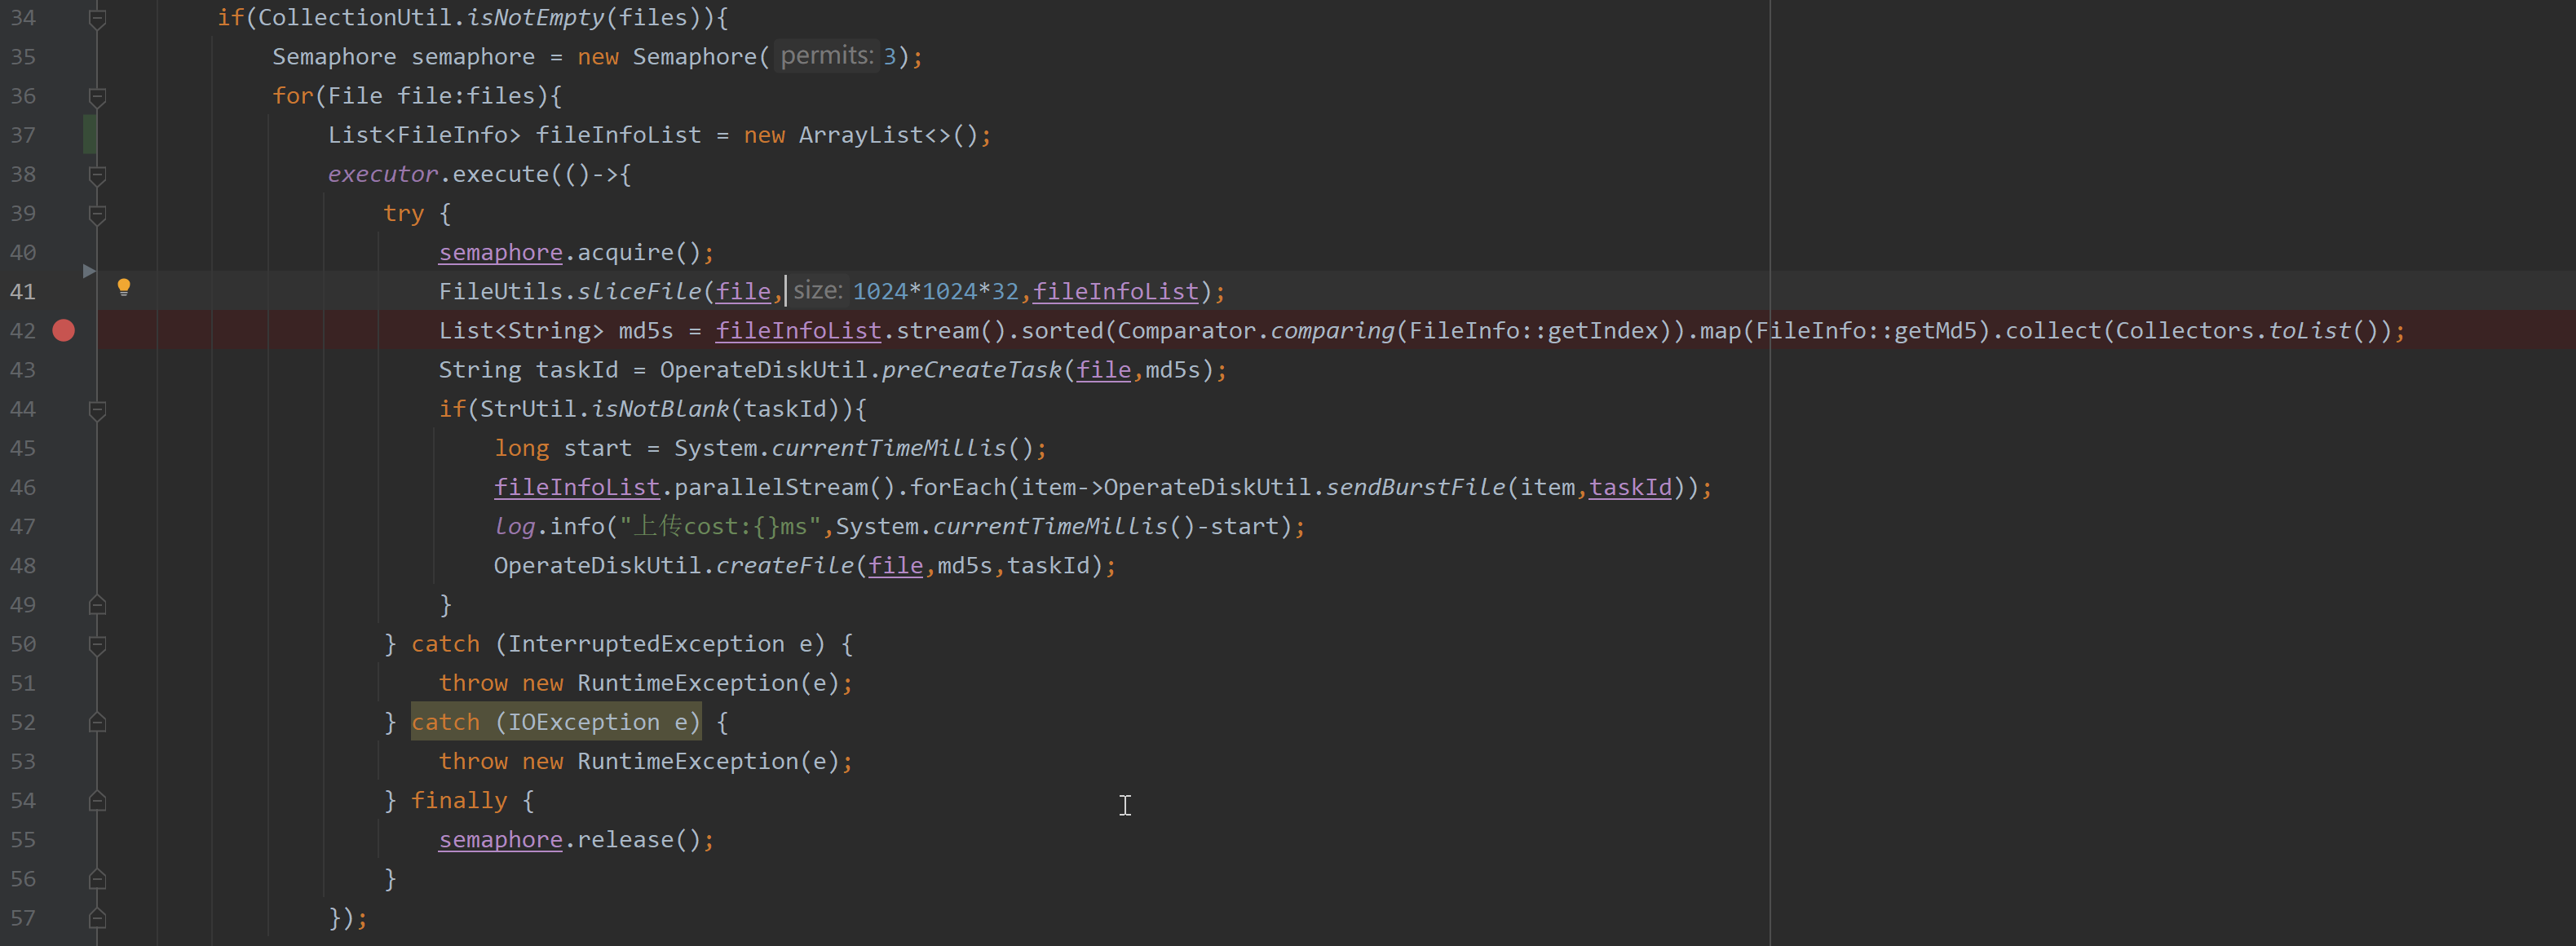 34 if(CollectionUtil.isNotEmpty(files)){
35 Semaphore semaphore = new Semaphore( permits: 3);
36 for(File file:files){
37 List<FileInfo> fileInfoList = new ArrayList<>();
38 executor.execute(()->{
39 try {
40 semaphore.acquire();
41 FileUtils.sliceFile(file, size: 1024*1024*32,fileInfoList);
42 List<String> md5s = fileInfoList.stream().sorted(Comparator.comparing(FileInfo::getIndex)).map(FileInfo::getMd5).collect(Collectors.toList());
43 String taskId = OperateDiskUtil.preCreateTask(file,md5s);
44 if(StrUtil.isNotBlank(taskId)){
45 long start = System.currentTimeMillis();
46 fileInfoList.parallelStream().forEach(item->OperateDiskUtil.sendBurstFile(item,taskId));
47 log.info("上传cost:{}ms",System.currentTimeMillis()-start);
48 OperateDiskUtil.createFile(file,md5s,taskId);
49 }
50 } catch (InterruptedException e) {
51 throw new RuntimeException(e);
52 } catch (IOException e) {
53 throw new RuntimeException(e);
54 } finally {
55 semaphore.release();
56 }
57 });